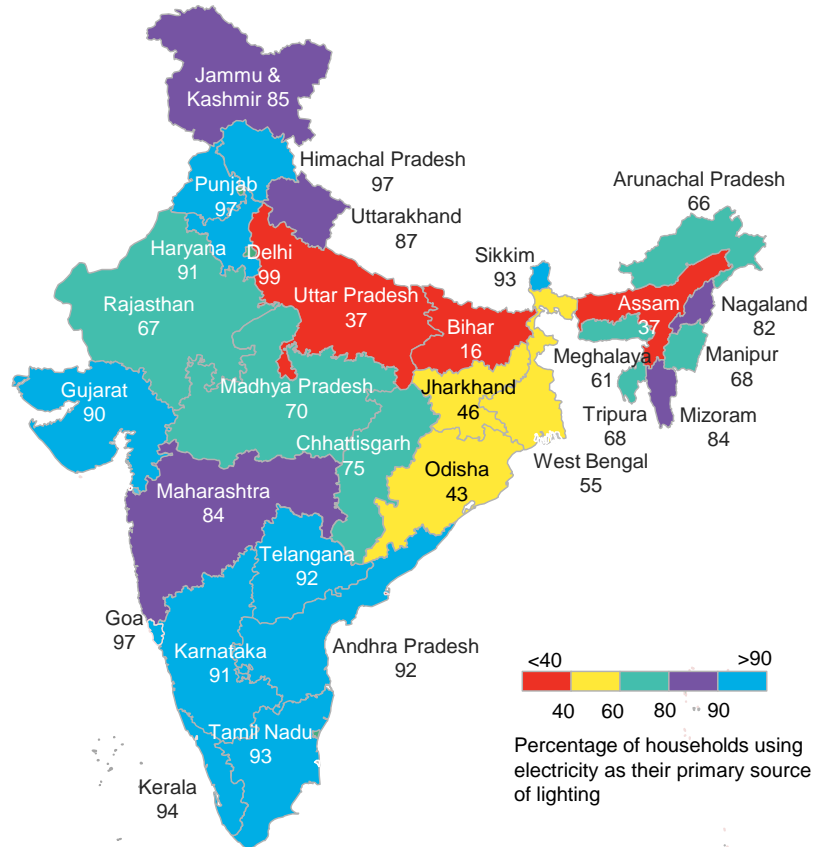 Jammu &
Kashmir 85
Himachal Pradesh
97
Punjab
97
Uttarakhand
87
Arunachal Pradesh
66
Haryana
91
Delhi
99
Sikkim
93
Rajasthan
67
Uttar Pradesh
37
Bihar
16
Assam
37
Nagaland
82
Meghalaya
61
Manipur
68
Gujarat
90
Madhya Pradesh
70
Jharkhand
46
Tripura
68
Mizoram
84
Chhattisgarh
75
West Bengal
55
Odisha
43
Maharashtra
84
Telangana
92
Goa
97
Karnataka
91
Andhra Pradesh
92
Tamil Nadu
93
Kerala
94
<40 >90
40 60 80 90
Percentage of households using
electricity as their primary source
of lighting